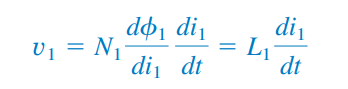 v₁ = N₁ dϕ₁/di₁ di₁/dt = L₁ di₁/dt